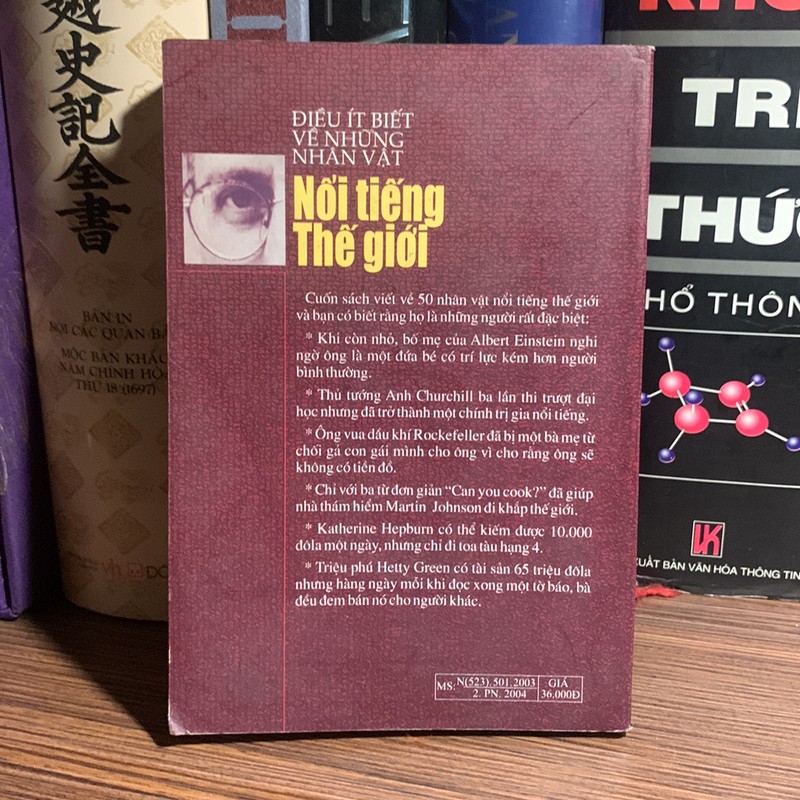 ĐIỀU ÍT BIẾT
VỀ NHỮNG
NHÂN VẬT
Nổi tiếng
Thế giới
Cuốn sách viết về 50 nhân vật nổi tiếng thế giới
và bạn có biết rằng họ là những người rất đặc biệt:
* Khi còn nhỏ, bố mẹ của Albert Einstein nghi
ngờ ông là một đứa bé có trí lực kém hơn người
bình thường.
* Thủ tướng Anh Churchill ba lần thi trượt đại
học nhưng đã trở thành một chính trị gia nổi tiếng.
* Ông vua dầu khí Rockefeller đã bị một bà mẹ từ
chối gả con gái mình cho ông vì cho rằng ông sẽ
không có tiền đồ.
* Chỉ với ba từ đơn giản “Can you cook?” đã giúp
nhà thám hiểm Martin Johnson đi khắp thế giới.
* Katherine Hepburn có thể kiếm được 10.000
đôla một ngày, nhưng chỉ đi toa tàu hạng 4.
* Triệu phú Hetty Green có tài sản 65 triệu đôla
nhưng hàng ngày mỗi khi đọc xong một tờ báo, bà
đều đem bán nó cho người khác.
MS: N(523).501.2003
2. PN. 2004
GIÁ
36.000Đ
史記全書
BẢN IN
NỘI CÁC QUAN BẢ
MỘC BẢN KHẮC
NĂM CHÍNH HÒ
THỨ 18 (1697)
TRI
THỨC
HỔ THÔN
VK
XUẤT BẢN VĂN HÓA THÔNG TIN